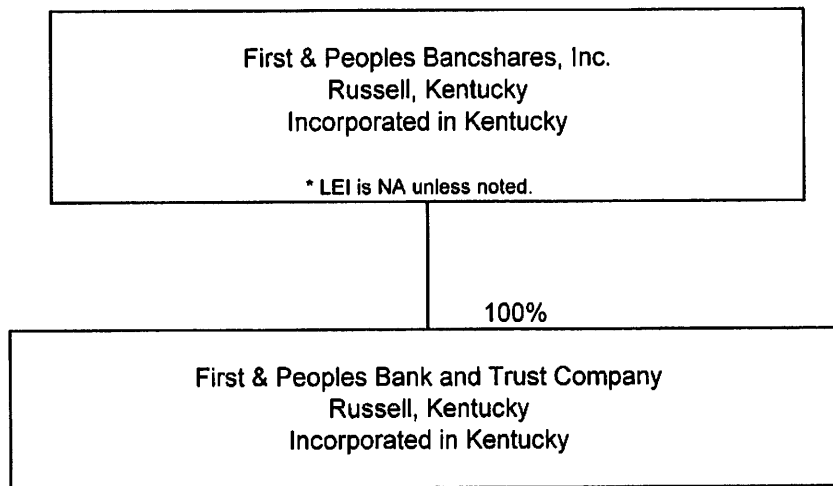 First & Peoples Bancshares, Inc.
Russell, Kentucky
Incorporated in Kentucky
* LEI is NA unless noted.
100%
First & Peoples Bank and Trust Company
Russell, Kentucky
Incorporated in Kentucky